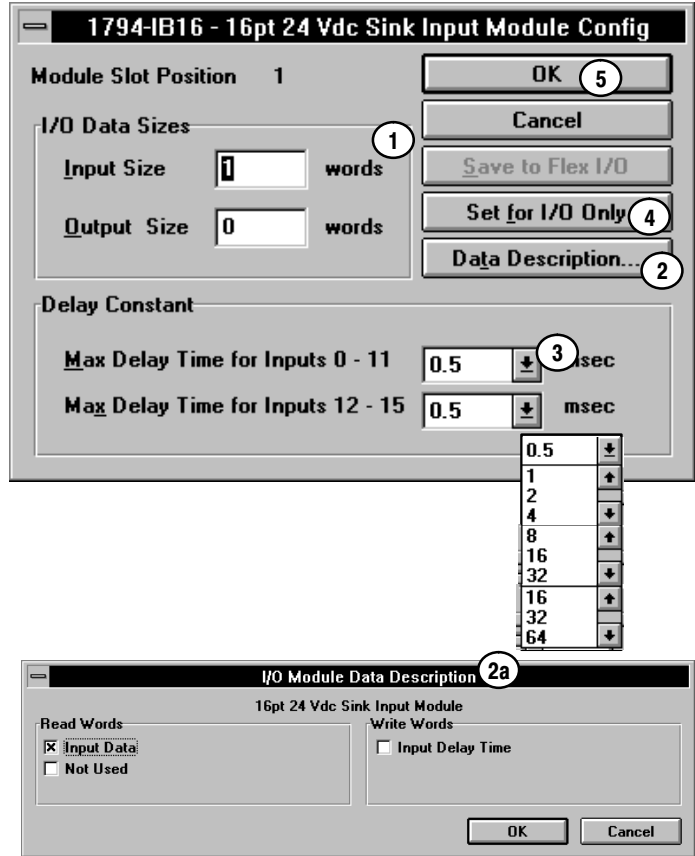 1794-IB16 - 16pt 24 Vdc Sink Input Module Config
Module Slot Position 1
OK 5
I/O Data Sizes 1
Cancel
Input Size 1 words
Save to Flex I/O
Output Size 0 words
Set for I/O Only 4
Data Description... 2
Delay Constant
Max Delay Time for Inputs 0 - 11 0.5 3
Max Delay Time for Inputs 12 - 15 0.5 msec
0.5
1
2
4
8
16
32
16
32
64
I/O Module Data Description 2a
16pt 24 Vdc Sink Input Module
Read Words
Write Words
Input Data
Input Delay Time
Not Used
OK
Cancel